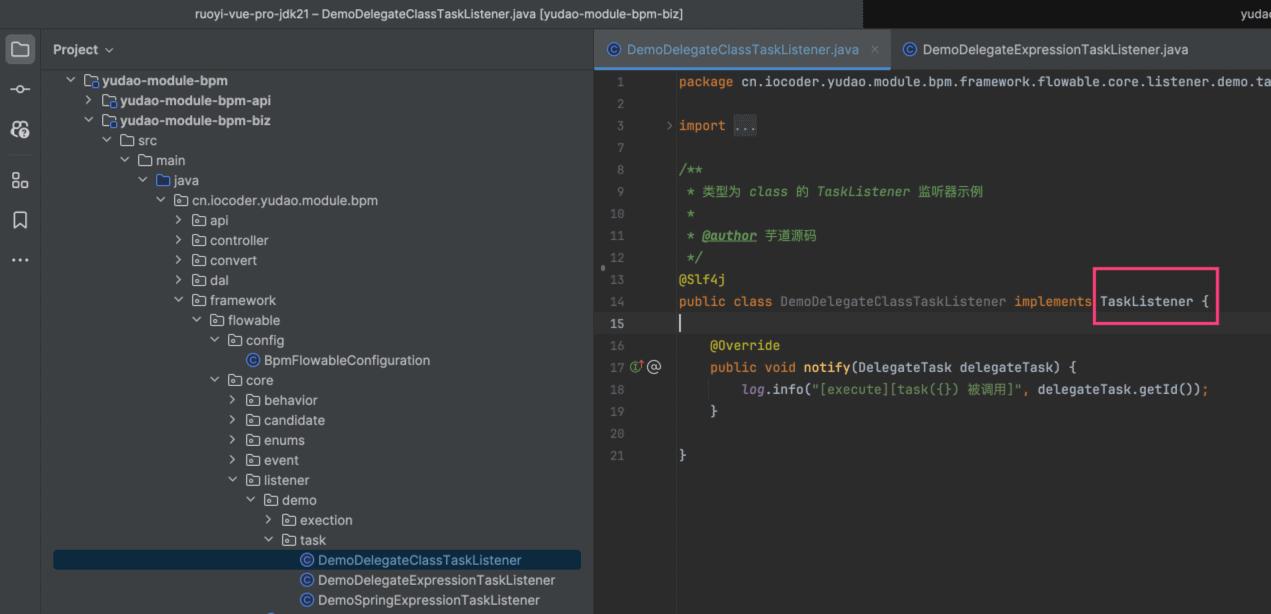 ruoyi-vue-pro-jdk21 – DemoDelegateClassTaskListener.java [yudao-module-bpm-biz]
Project
yudao-module-bpm
yudao-module-bpm-api
yudao-module-bpm-biz
src
main
java
cn.iocoder.yudao.module.bpm
api
controller
convert
dal
framework
flowable
config
BpmFlowableConfiguration
core
behavior
candidate
enums
event
listener
demo
exection
task
DemoDelegateClassTaskListener
DemoDelegateExpressionTaskListener
DemoSpringExpressionTaskListener
DemoDelegateClassTaskListener.java
DemoDelegateExpressionTaskListener.java
1 package cn.iocoder.yudao.module.bpm.framework.flowable.core.listener.demo.ta
2
3 import ...
7
8 /**
9 * 类型为 class 的 TaskListener 监听器示例
10 *
11 * @author 芋道源码
12 */
13 @Slf4j
14 public class DemoDelegateClassTaskListener implements TaskListener {
15
16 @Override
17 public void notify(DelegateTask delegateTask) {
18 log.info("[execute][task({}) 被调用]", delegateTask.getId());
19 }
20
21 }